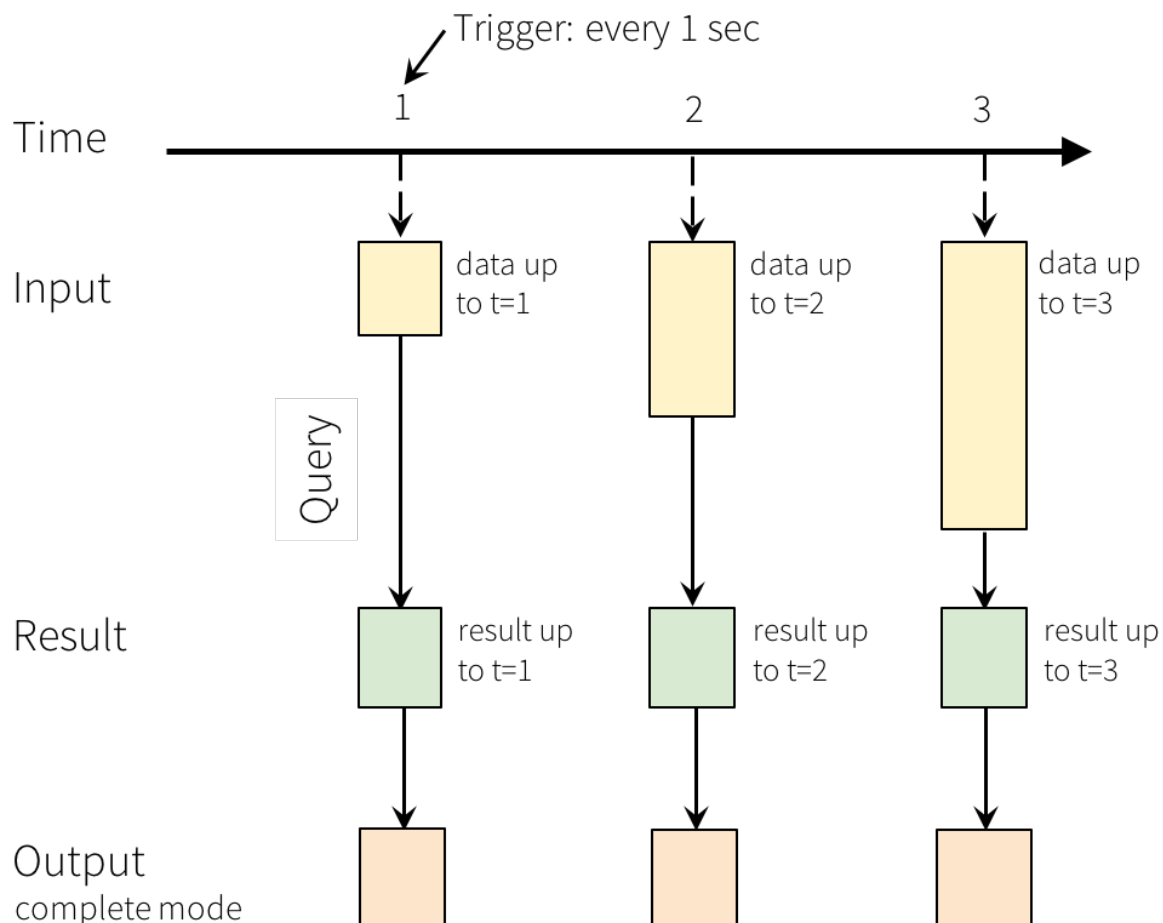 Trigger: every 1 sec
1
2
3
Time
Input
data up
to t=1
data up
to t=2
data up
to t=3
Query
Result
result up
to t=1
result up
to t=2
result up
to t=3
Output
complete mode